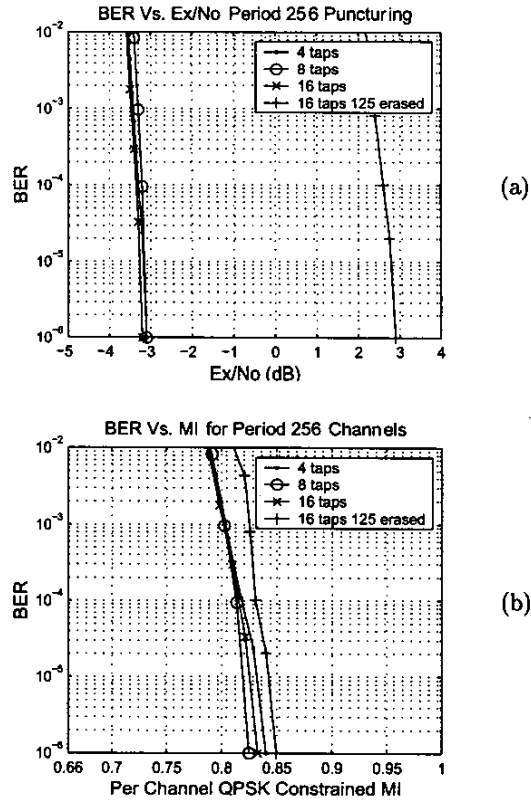 BER Vs. Ex/No Period 256 Puncturing
4 taps
8 taps
16 taps
16 taps 125 erased
10^-2
10^-3
10^-4
10^-5
10^-6
BER
-5 -4 -3 -2 -1 0 1 2 3 4
Ex/No (dB)
(a)
BER Vs. MI for Period 256 Channels
4 taps
8 taps
16 taps
16 taps 125 erased
10^-2
10^-3
10^-4
10^-5
10^-6
BER
0.66 0.7 0.75 0.8 0.85 0.9 0.95 1
Per Channel QPSK Constrained MI
(b)